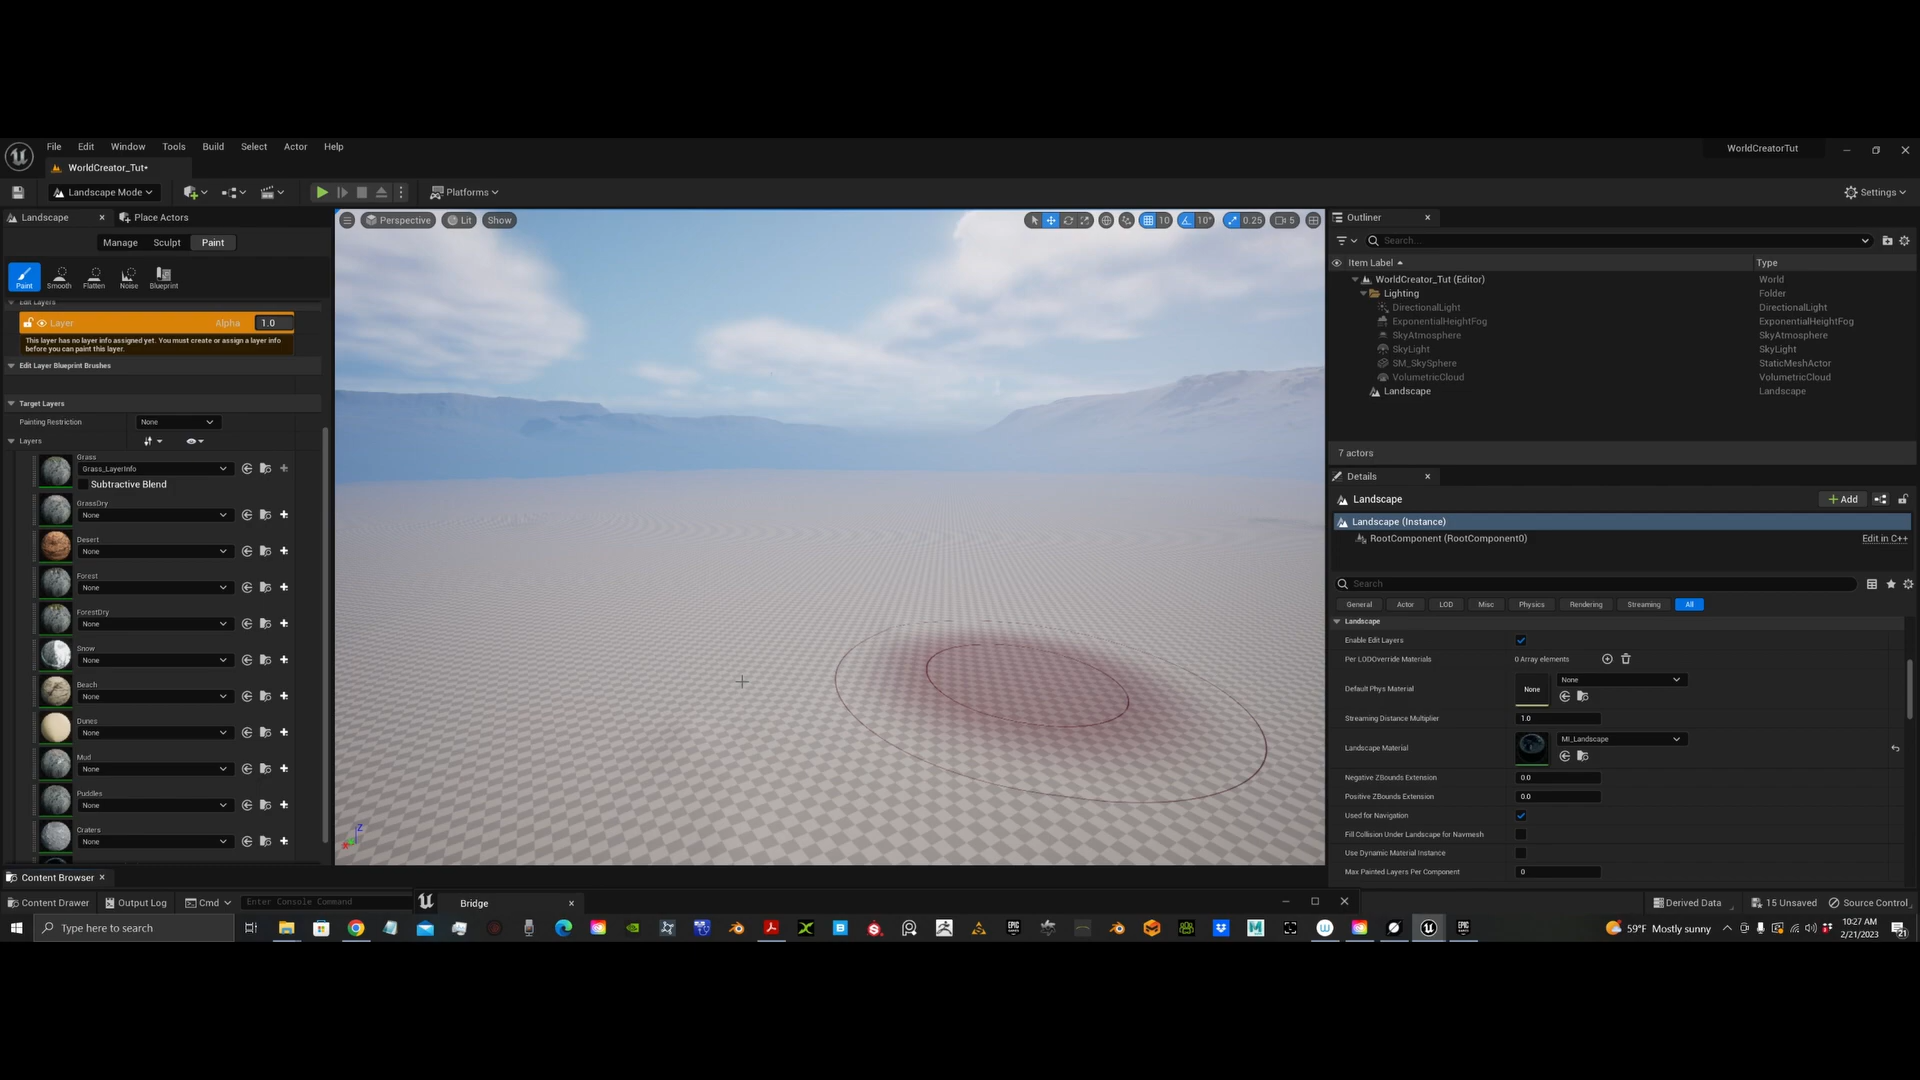 File Edit Window Tools Build Select Actor Help
WorldCreatorTut
WorldCreator_Tut•
Landscape Mode
Platforms
Settings
Landscape
Place Actors
Manage Sculpt Paint
Paint Smooth Flatten Noise Blueprint
Edit Layers
Layer Alpha 1.0
This layer has no layer info assigned yet. You must create or assign a layer info
before you can paint this layer.
Edit Layer Blueprint Brushes
Target Layers
Painting Restriction None
Layers
Grass
Grass_LayerInfo
Subtractive Blend
GrassDry
None
Desert
None
Forest
None
ForestDry
None
Snow
None
Beach
None
Dunes
None
Mud
None
Puddles
None
Craters
None
Perspective Lit Show
10 10° 0.25 5
Z
X
Outliner
Search...
Item Label Type
WorldCreator_Tut (Editor) World
Lighting Folder
DirectionalLight DirectionalLight
ExponentialHeightFog ExponentialHeightFog
SkyAtmosphere SkyAtmosphere
SkyLight SkyLight
SM_SkySphere StaticMeshActor
VolumetricCloud VolumetricCloud
Landscape Landscape
7 actors
Details
Landscape
Add
Landscape (Instance)
RootComponent (RootComponent0) Edit in C++
Search
General Actor LOD Misc Physics Rendering Streaming All
Landscape
Enable Edit Layers
Per LODOverride Materials 0 Array elements
Default Phys Material None None
Streaming Distance Multiplier 1.0
Landscape Material MI_Landscape
Negative ZBounds Extension 0.0
Positive ZBounds Extension 0.0
Used for Navigation
Fill Collision Under Landscape for Navmesh
Use Dynamic Material Instance
Max Painted Layers Per Component 0
Content Browser
Content Drawer Output Log Cmd Enter Console Command
Bridge
Derived Data 15 Unsaved Source Control
Type here to search
59°F Mostly sunny
10:27 AM
2/21/2023
21